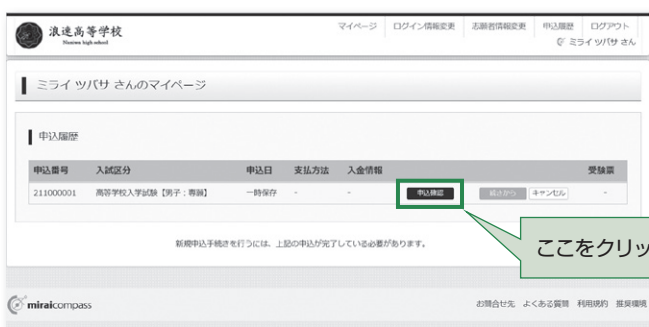 浪速高等学校
Naniwa high school
マイページ ログイン情報変更 志願者情報変更 申込履歴 ログアウト
ミライ ツバサ さん
ミライ ツバサ さんのマイページ
申込履歴
申込番号 入試区分 申込日 支払方法 入金情報 受験票
211000001 高等学校入学試験【男子：専願】 一時保存 - - 申込確認 続きから キャンセル -
新規申込手続きを行うには、上記の申込が完了している必要があります。
ここをクリッ
miraicompass
お問合せ先 よくある質問 利用規約 推奨環境